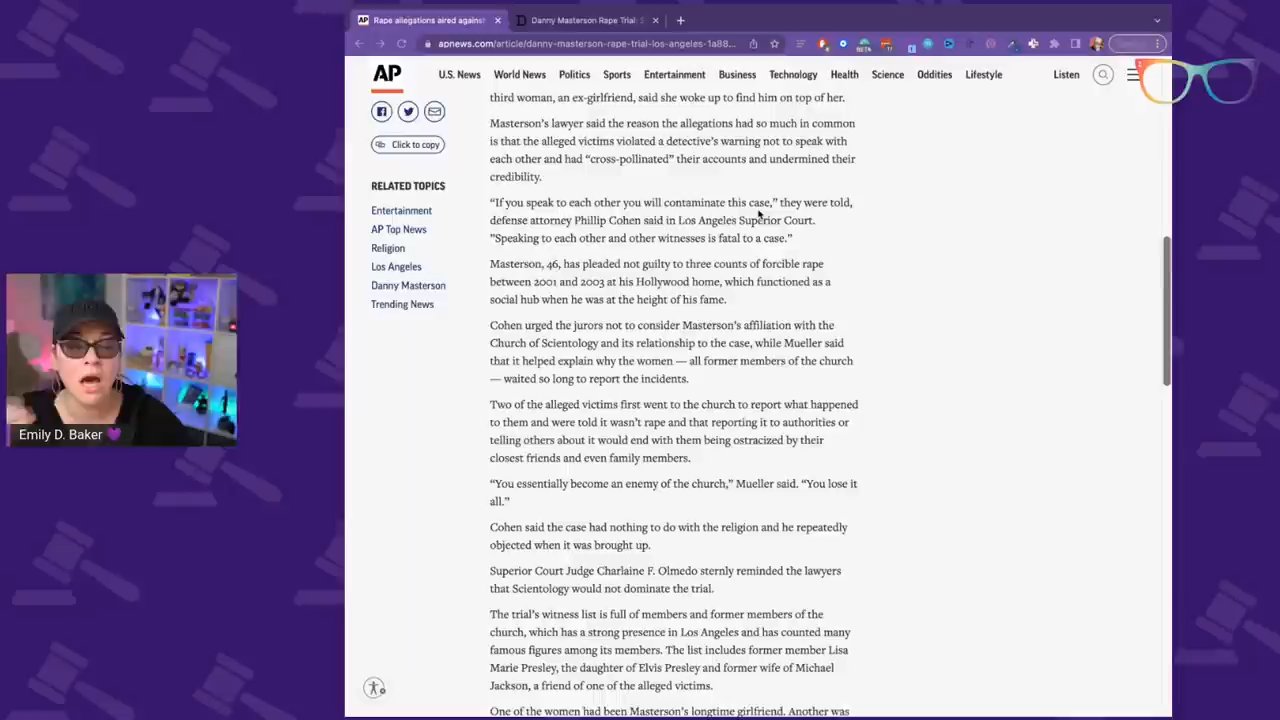 Rape allegations aired against
Danny Masterson Rape Trial:
apnews.com/article/danny-masterson-rape-trial-los-angeles-1a88...
AP
U.S. News
World News
Politics
Sports
Entertainment
Business
Technology
Health
Science
Oddities
Lifestyle
Listen
Click to copy
RELATED TOPICS
Entertainment
AP Top News
Religion
Los Angeles
Danny Masterson
Trending News
third woman, an ex-girlfriend, said she woke up to find him on top of her.
Masterson's lawyer said the reason the allegations had so much in common
is that the alleged victims violated a detective's warning not to speak with
each other and had “cross-pollinated” their accounts and undermined their
credibility.
“If you speak to each other you will contaminate this case,” they were told,
defense attorney Phillip Cohen said in Los Angeles Superior Court.
"Speaking to each other and other witnesses is fatal to a case.”
Masterson, 46, has pleaded not guilty to three counts of forcible rape
between 2001 and 2003 at his Hollywood home, which functioned as a
social hub when he was at the height of his fame.
Cohen urged the jurors not to consider Masterson's affiliation with the
Church of Scientology and its relationship to the case, while Mueller said
that it helped explain why the women — all former members of the church
— waited so long to report the incidents.
Two of the alleged victims first went to the church to report what happened
to them and were told it wasn't rape and that reporting it to authorities or
telling others about it would end with them being ostracized by their
closest friends and even family members.
“You essentially become an enemy of the church,” Mueller said. “You lose it
all.”
Cohen said the case had nothing to do with the religion and he repeatedly
objected when it was brought up.
Superior Court Judge Charlaine F. Olmedo sternly reminded the lawyers
that Scientology would not dominate the trial.
The trial's witness list is full of members and former members of the
church, which has a strong presence in Los Angeles and has counted many
famous figures among its members. The list includes former member Lisa
Marie Presley, the daughter of Elvis Presley and former wife of Michael
Jackson, a friend of one of the alleged victims.
One of the women had been Masterson's longtime girlfriend. Another was
Emily D. Baker 💜